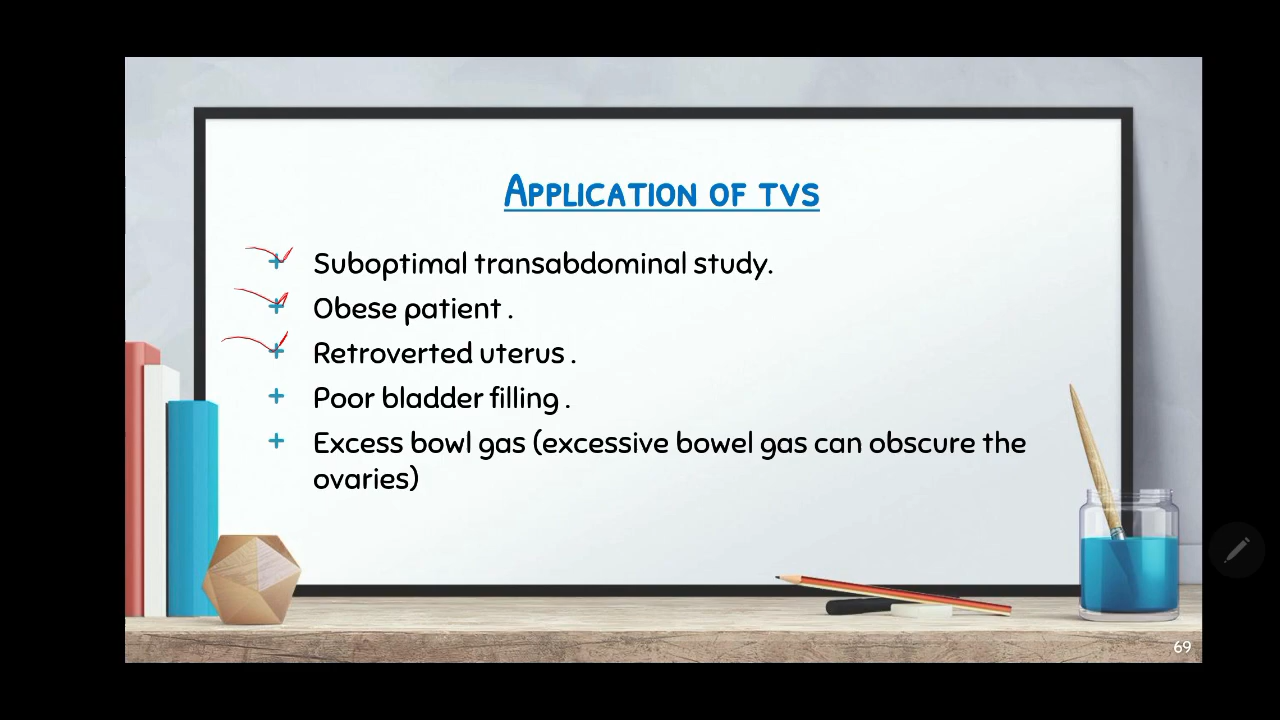 Application of tvs
+ Suboptimal transabdominal study.
+ Obese patient .
+ Retroverted uterus .
+ Poor bladder filling .
+ Excess bowl gas (excessive bowel gas can obscure the
ovaries)
69